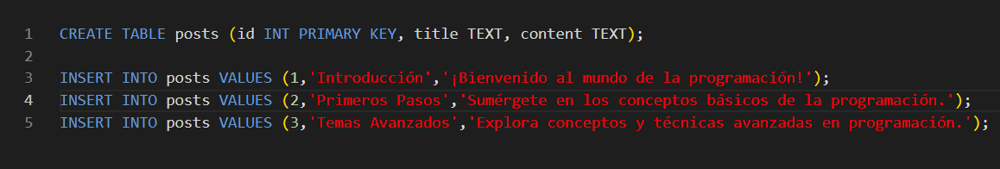 1 CREATE TABLE posts (id INT PRIMARY KEY, title TEXT, content TEXT);
2
3 INSERT INTO posts VALUES (1,'Introducción','¡Bienvenido al mundo de la programación!');
4 INSERT INTO posts VALUES (2,'Primeros Pasos','Sumérgete en los conceptos básicos de la programación.');
5 INSERT INTO posts VALUES (3,'Temas Avanzados','Explora conceptos y técnicas avanzadas en programación.');